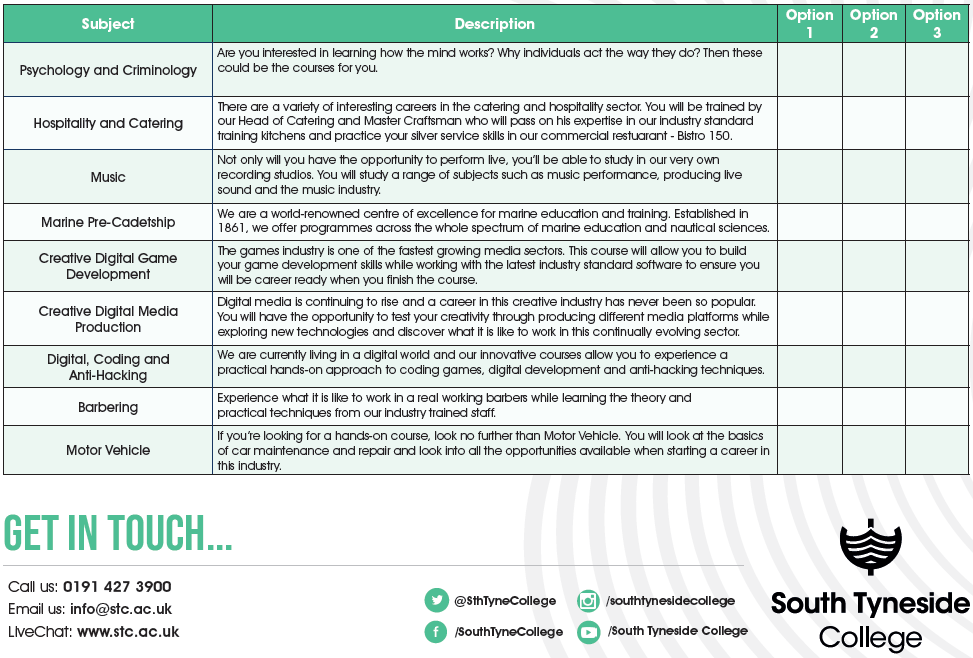 Subject Description Option 1 Option 2 Option 3
Psychology and Criminology
Are you interested in learning how the mind works? Why individuals act the way they do? Then these
could be the courses for you.
Hospitality and Catering
There are a variety of interesting careers in the catering and hospitality sector. You will be trained by
our Head of Catering and Master Craftsman who will pass on his expertise in our industry standard
training kitchens and practice your silver service skills in our commercial restuarant - Bistro 150.
Music
Not only will you have the opportunity to perform live, you'll be able to study in our very own
recording studios. You will study a range of subjects such as music performance, producing live
sound and the music industry.
Marine Pre-Cadetship
We are a world-renowned centre of excellence for marine education and training. Established in
1861, we offer programmes across the whole spectrum of marine education and nautical sciences.
Creative Digital Game
Development
The games industry is one of the fastest growing media sectors. This course will allow you to build
your game development skills while working with the latest industry standard software to ensure you
will be career ready when you finish the course.
Creative Digital Media
Production
Digital media is continuing to rise and a career in this creative industry has never been so popular.
You will have the opportunity to test your creativity through producing different media platforms while
exploring new technologies and discover what it is like to work in this continually evolving sector.
Digital, Coding and
Anti-Hacking
We are currently living in a digital world and our innovative courses allow you to experience a
practical hands-on approach to coding games, digital development and anti-hacking techniques.
Barbering
Experience what it is like to work in a real working barbers while learning the theory and
practical techniques from our industry trained staff.
Motor Vehicle
If you're looking for a hands-on course, look no further than Motor Vehicle. You will look at the basics
of car maintenance and repair and look into all the opportunities available when starting a career in
this industry.
GET IN TOUCH...
Call us: 0191 427 3900
Email us: info@stc.ac.uk
LiveChat: www.stc.ac.uk
@SthTyneCollege
/southtynesidecollege
/SouthTyneCollege
/South Tyneside College
South Tyneside
College